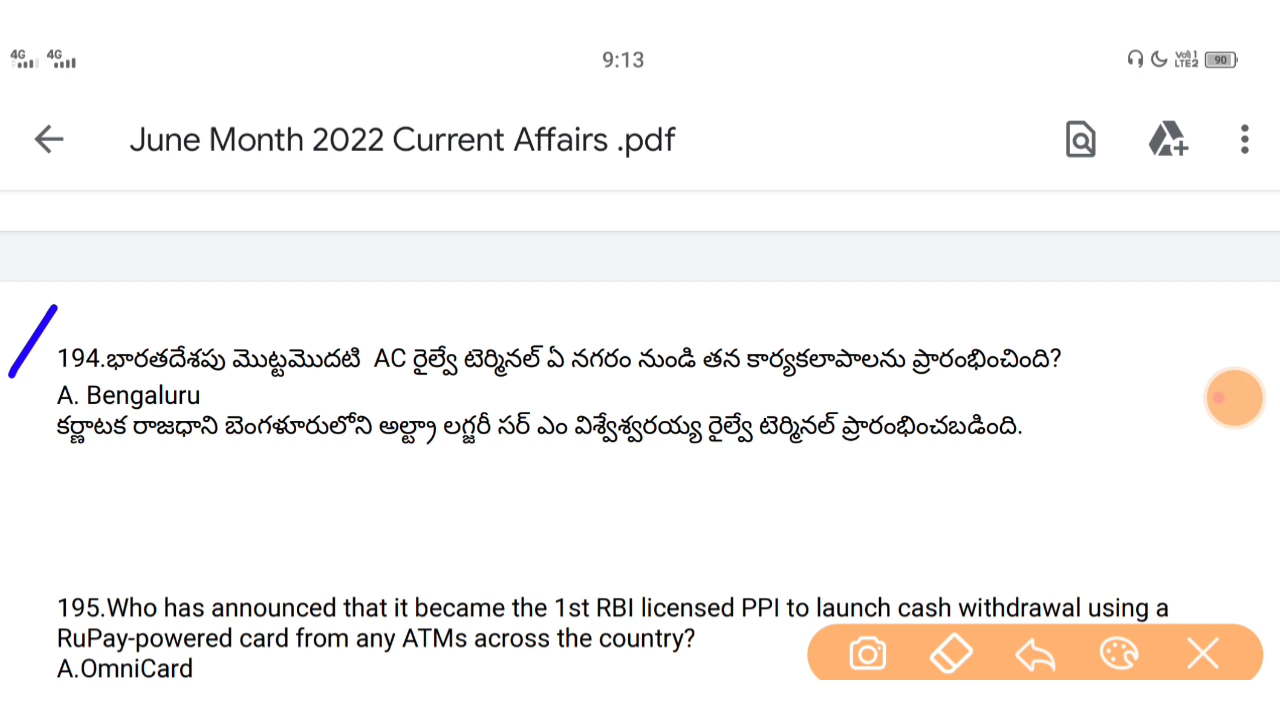 4G 4G 9:13 Vo)) 1 LTE2 90
June Month 2022 Current Affairs .pdf
194.భారతదేశపు మొట్టమొదటి  AC రైల్వే టెర్మినల్ ఏ నగరం నుండి తన కార్యకలాపాలను ప్రారంభించింది?
A. Bengaluru
కర్ణాటక రాజధాని బెంగళూరులోని అల్ట్రా లగ్జరీ సర్ ఎం విశ్వేశ్వరయ్య రైల్వే టెర్మినల్ ప్రారంభించబడింది.
195.Who has announced that it became the 1st RBI licensed PPI to launch cash withdrawal using a
RuPay-powered card from any ATMs across the country?
A.OmniCard